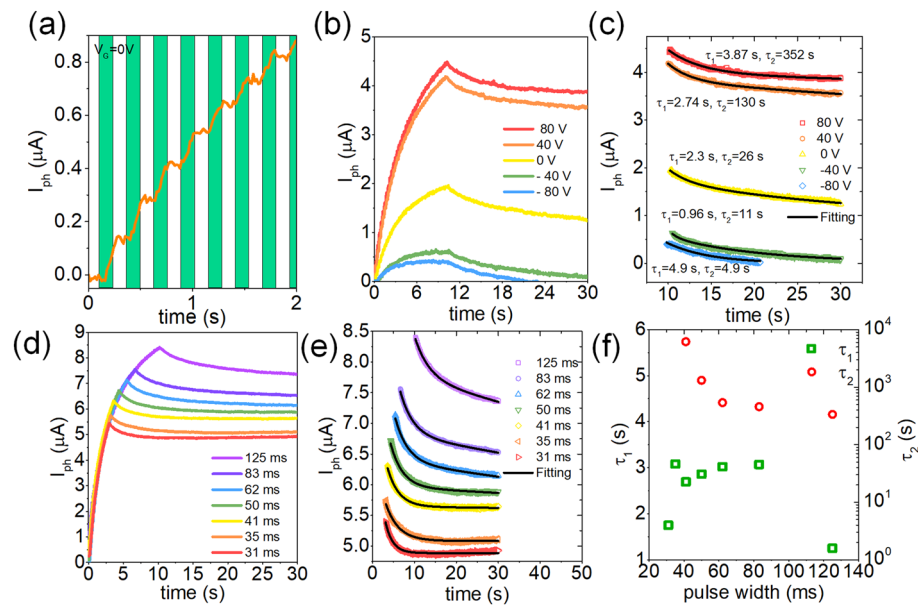 (a)
V_G=0V
0.8
0.6
0.4
0.2
0.0
I_ph (μA)
0
1
2
time (s)
(b)
5
4
3
2
1
0
I_ph (μA)
80 V
40 V
0 V
- 40 V
- 80 V
0
6
12
18
24
30
time (s)
(c)
5
4
3
2
1
0
I_ph (μA)
τ₁=3.87 s, τ₂=352 s
τ₁=2.74 s, τ₂=130 s
τ₁=2.3 s, τ₂=26 s
τ₁=0.96 s, τ₂=11 s
τ₁=4.9 s, τ₂=4.9 s
80 V
40 V
0 V
-40 V
-80 V
Fitting
10
15
20
25
30
time (s)
(d)
9
8
7
6
5
4
3
2
1
0
I_ph (μA)
125 ms
83 ms
62 ms
50 ms
41 ms
35 ms
31 ms
0
5
10
15
20
25
30
time (s)
(e)
8.5
8.0
7.5
7.0
6.5
6.0
5.5
5.0
I_ph (μA)
125 ms
83 ms
62 ms
50 ms
41 ms
35 ms
31 ms
Fitting
0
10
20
30
40
50
time (s)
(f)
6
5
4
3
2
1
τ₁ (s)
τ₁
τ₂
10⁴
10³
10²
10¹
10⁰
τ₂ (s)
20
40
60
80
100
120
140
pulse width (ms)